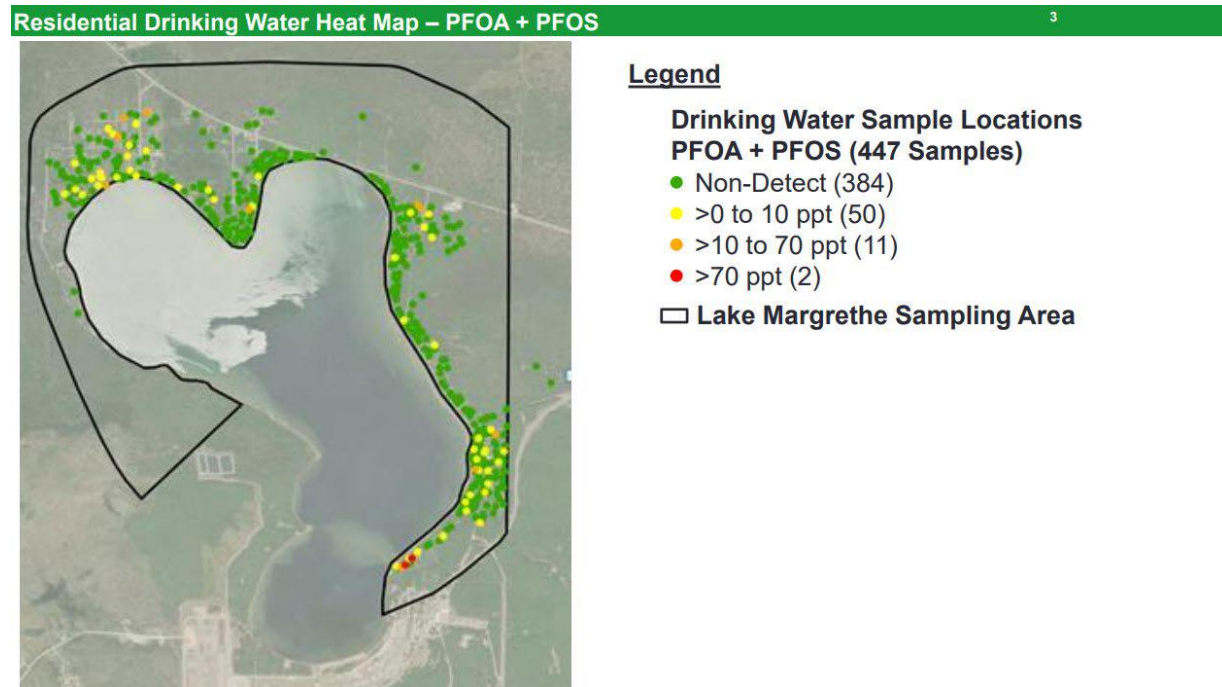 Residential Drinking Water Heat Map – PFOA + PFOS
3
Legend
Drinking Water Sample Locations
PFOA + PFOS (447 Samples)
Non-Detect (384)
>0 to 10 ppt (50)
>10 to 70 ppt (11)
>70 ppt (2)
Lake Margrethe Sampling Area